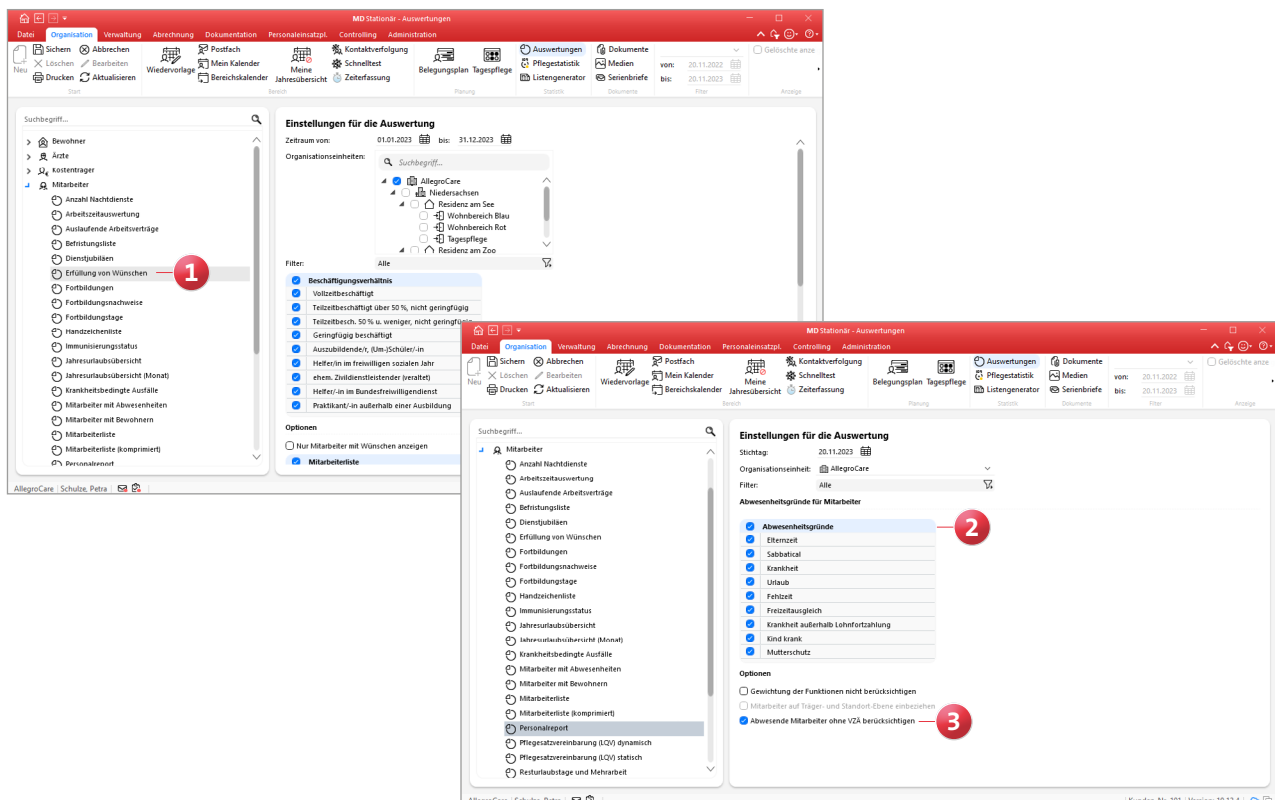 MD Stationär - Auswertungen
Datei Organisation Verwaltung Abrechnung Dokumentation Personaleinsatzpl. Controlling Administration
Neu
Sichern Abbrechen
Löschen Bearbeiten
Drucken Aktualisieren
Start
Wiedervorlage
Postfach
Mein Kalender
Bereichskalender
Meine Jahresübersicht
Kontaktverfolgung
Schnelltest
Zeiterfassung
Bereich
Belegungsplan Tagespflege
Planung
Auswertungen
Pflegestatistik
Listengenerator
Statistik
Dokumente
Medien
Serienbriefe
Dokumente
von: 20.11.2022
bis: 20.11.2023
Filter
Gelöschte anze
Anzeige
Suchbegriff...
Bewohner
Ärzte
Kostenträger
Mitarbeiter
Anzahl Nachtdienste
Arbeitszeitauswertung
Auslaufende Arbeitsverträge
Befristungsliste
Dienstjubiläen
Erfüllung von Wünschen
1
Fortbildungen
Fortbildungsnachweise
Fortbildungstage
Handzeichenliste
Immunisierungsstatus
Jahresurlaubsübersicht
Jahresurlaubsübersicht (Monat)
Krankheitsbedingte Ausfälle
Mitarbeiter mit Abwesenheiten
Mitarbeiter mit Bewohnern
Mitarbeiterliste
Mitarbeiterliste (komprimiert)
Personalreport
Einstellungen für die Auswertung
Zeitraum von: 01.01.2023 bis: 31.12.2023
Organisationseinheiten:
Suchbegriff...
AllegroCare
Niedersachsen
Residenz am See
Wohnbereich Blau
Wohnbereich Rot
Tagespflege
Residenz am Zoo
Filter: Alle
Beschäftigungsverhältnis
Vollzeitbeschäftigt
Teilzeitbeschäftigt über 50 %, nicht geringfügig
Teilzeitbesch. 50 % u. weniger, nicht geringfügig
Geringfügig beschäftigt
Auszubildende/r, (Um-)Schüler/-in
Helfer/in im freiwilligen sozialen Jahr
ehem. Zivildienstleistender (veraltet)
Helfer/-in im Bundesfreiwilligendienst
Praktikant/-in außerhalb einer Ausbildung
Optionen
Nur Mitarbeiter mit Wünschen anzeigen
Mitarbeiterliste
AllegroCare Schulze, Petra
MD Stationär - Auswertungen
Datei Organisation Verwaltung Abrechnung Dokumentation Personaleinsatzpl. Controlling Administration
Neu
Sichern Abbrechen
Löschen Bearbeiten
Drucken Aktualisieren
Start
Wiedervorlage
Postfach
Mein Kalender
Bereichskalender
Meine Jahresübersicht
Kontaktverfolgung
Schnelltest
Zeiterfassung
Bereich
Belegungsplan Tagespflege
Planung
Auswertungen
Pflegestatistik
Listengenerator
Statistik
Dokumente
Medien
Serienbriefe
Dokumente
von: 20.11.2022
bis: 20.11.2023
Filter
Gelöschte anze
Anzeige
Suchbegriff...
Mitarbeiter
Anzahl Nachtdienste
Arbeitszeitauswertung
Auslaufende Arbeitsverträge
Befristungsliste
Dienstjubiläen
Erfüllung von Wünschen
Fortbildungen
Fortbildungsnachweise
Fortbildungstage
Handzeichenliste
Immunisierungsstatus
Jahresurlaubsübersicht
Jahresurlaubsübersicht (Monat)
Krankheitsbedingte Ausfälle
Mitarbeiter mit Abwesenheiten
Mitarbeiter mit Bewohnern
Mitarbeiterliste
Mitarbeiterliste (komprimiert)
Personalreport
Pflegesatzvereinbarung (LQV) dynamisch
Pflegesatzvereinbarung (LQV) statisch
Resturlaubstage und Mehrarbeit
Einstellungen für die Auswertung
Stichtag: 20.11.2023
Organisationseinheit: AllegroCare
Filter: Alle
Abwesenheitsgründe für Mitarbeiter
Abwesenheitsgründe
2
Elternzeit
Sabbatical
Krankheit
Urlaub
Fehlzeit
Freizeitausgleich
Krankheit außerhalb Lohnfortzahlung
Kind krank
Mutterschutz
Optionen
Gewichtung der Funktionen nicht berücksichtigen
Mitarbeiter auf Träger- und Standort-Ebene einbeziehen
Abwesende Mitarbeiter ohne VZÄ berücksichtigen
3
AllegroCare Schulze, Petra